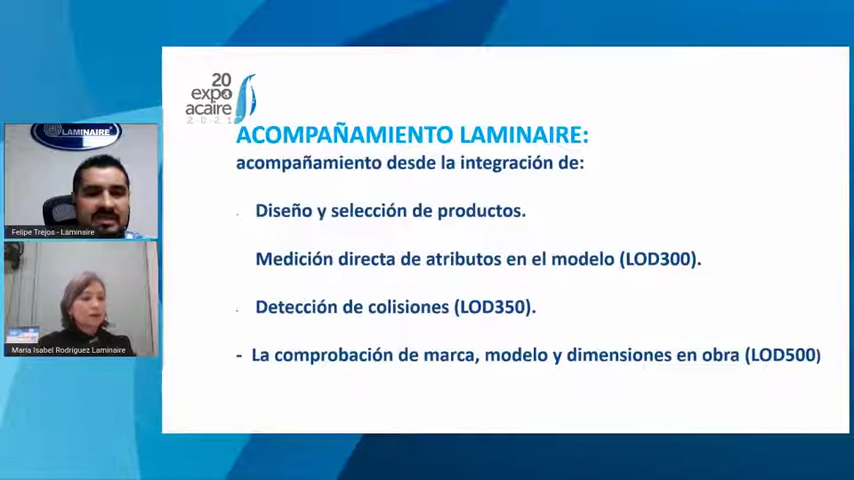 20
expo
acaire
2021
ACOMPAÑAMIENTO LAMINAIRE:
acompañamiento desde la integración de:
Diseño y selección de productos.
Medición directa de atributos en el modelo (LOD300).
Detección de colisiones (LOD350).
- La comprobación de marca, modelo y dimensiones en obra (LOD500)
LAMINAIRE
Felipe Trejos - Laminaire
María Isabel Rodríguez Laminaire